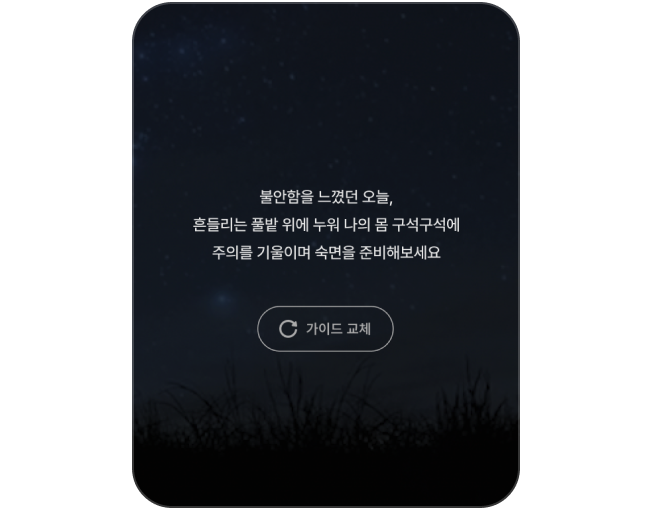 불안함을 느꼈던 오늘,
흔들리는 풀밭 위에 누워 나의 몸 구석구석에
주의를 기울이며 숙면을 준비해보세요
가이드 교체